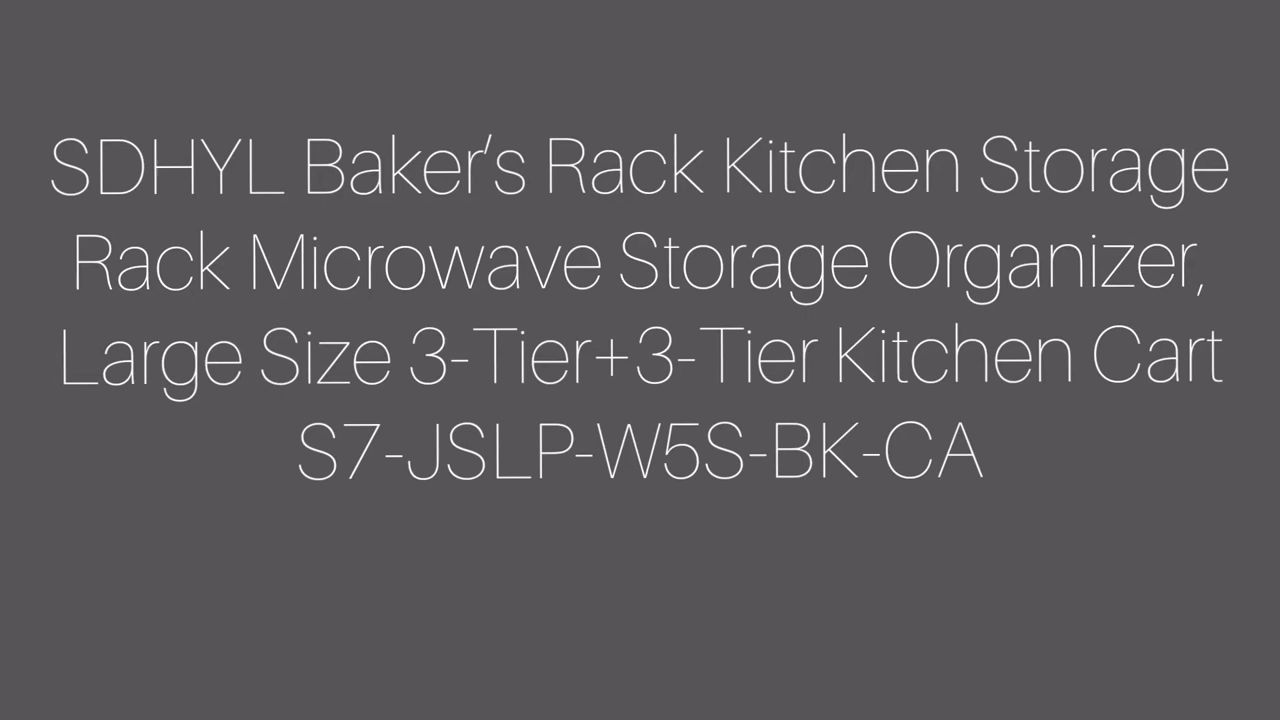 SDHYL Baker's Rack Kitchen Storage
Rack Microwave Storage Organizer,
Large Size 3-Tier+3-Tier Kitchen Cart
S7-JSLP-W5S-BK-CA